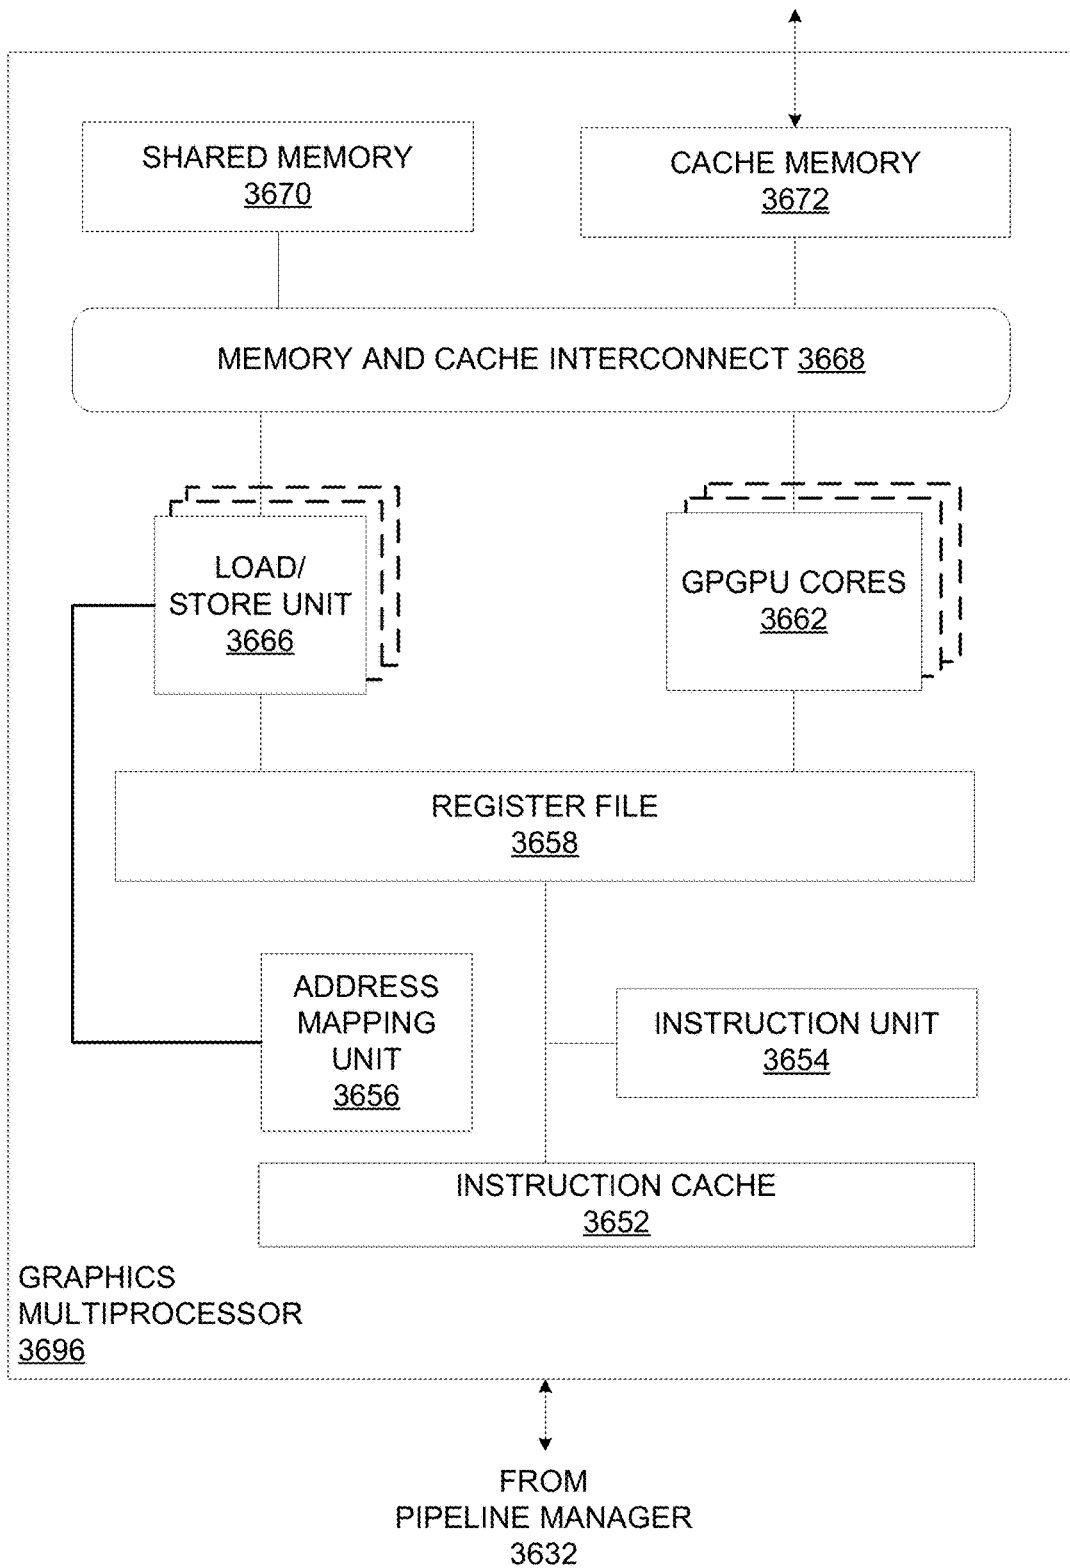 SHARED MEMORY
3670
CACHE MEMORY
3672
MEMORY AND CACHE INTERCONNECT 3668
LOAD/
STORE UNIT
3666
GPGPU CORES
3662
REGISTER FILE
3658
ADDRESS
MAPPING
UNIT
3656
INSTRUCTION UNIT
3654
INSTRUCTION CACHE
3652
GRAPHICS
MULTIPROCESSOR
3696
FROM
PIPELINE MANAGER
3632